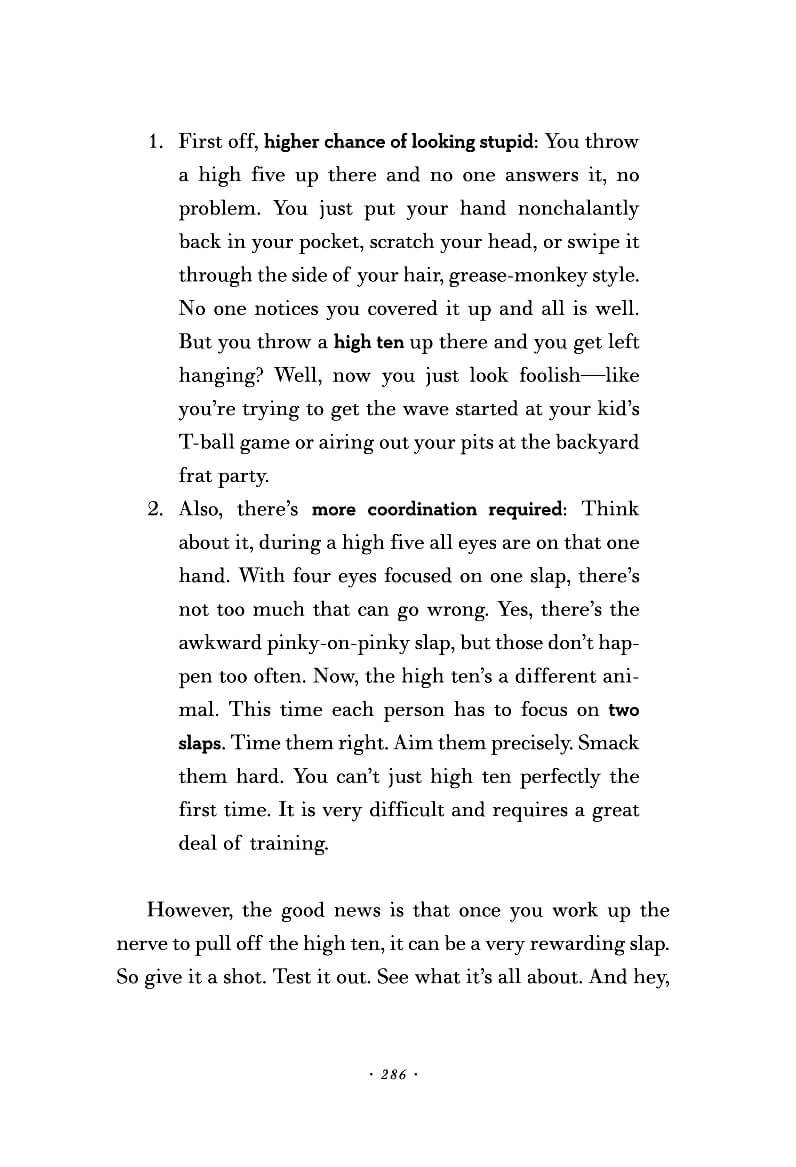 1. First off, higher chance of looking stupid: You throw
a high five up there and no one answers it, no
problem. You just put your hand nonchalantly
back in your pocket, scratch your head, or swipe it
through the side of your hair, grease-monkey style.
No one notices you covered it up and all is well.
But you throw a high ten up there and you get left
hanging? Well, now you just look foolish—like
you’re trying to get the wave started at your kid’s
T-ball game or airing out your pits at the backyard
frat party.
2. Also, there’s more coordination required: Think
about it, during a high five all eyes are on that one
hand. With four eyes focused on one slap, there’s
not too much that can go wrong. Yes, there’s the
awkward pinky-on-pinky slap, but those don’t hap-
pen too often. Now, the high ten’s a different ani-
mal. This time each person has to focus on two
slaps. Time them right. Aim them precisely. Smack
them hard. You can’t just high ten perfectly the
first time. It is very difficult and requires a great
deal of training.
However, the good news is that once you work up the
nerve to pull off the high ten, it can be a very rewarding slap.
So give it a shot. Test it out. See what it’s all about. And hey,
· 286 ·